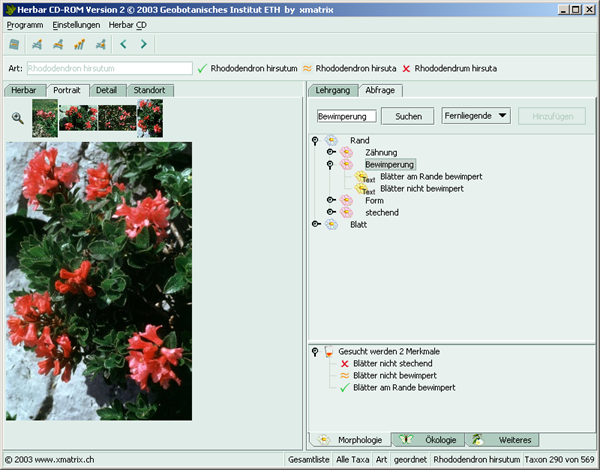 Herbar CD-ROM Version 2 © 2003 Geobotanisches Institut ETH by xmatrix
Programm Einstellungen Herbar CD
Art: Rhododendron hirsutum Rhododendron hirsutum Rhododendron hirsuta Rhododendrum hirsuta
Herbar Portrait Detail Standort
Lehrgang Abfrage
Bewimperung Suchen Fernliegende Hinzufügen
Rand
Zähnung
Bewimperung
Text Blätter am Rande bewimpert
Text Blätter nicht bewimpert
Form
stechend
Blatt
Gesucht werden 2 Merkmale
Blätter nicht stechend
Blätter nicht bewimpert
Blätter am Rande bewimpert
Morphologie Ökologie Weiteres
© 2003 www.xmatrix.ch Gesamtliste Alle Taxa Art geordnet Rhododendron hirsutum Taxon 290 von 569